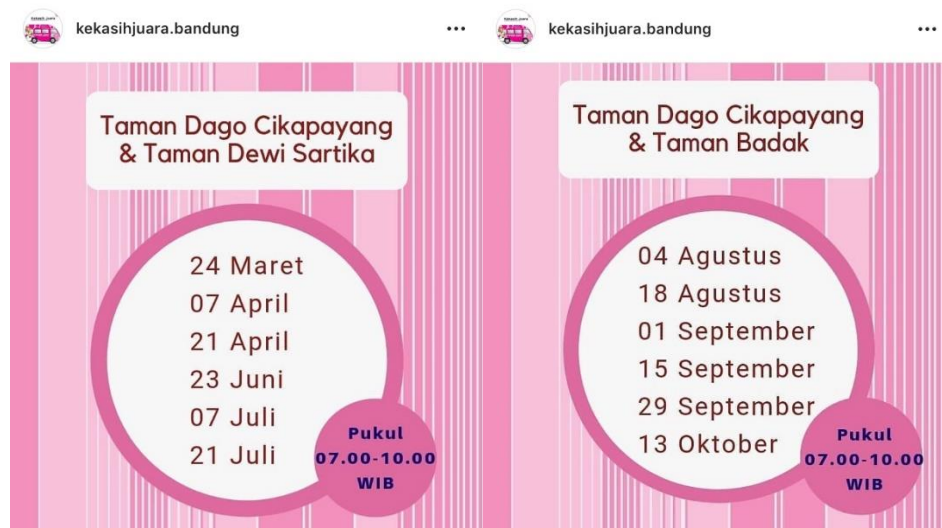 kekasihjuara.bandung
Taman Dago Cikapayang
& Taman Dewi Sartika
24 Maret
07 April
21 April
23 Juni
07 Juli
21 Juli
Pukul
07.00-10.00
WIB
kekasihjuara.bandung
Taman Dago Cikapayang
& Taman Badak
04 Agustus
18 Agustus
01 September
15 September
29 September
13 Oktober
Pukul
07.00-10.00
WIB